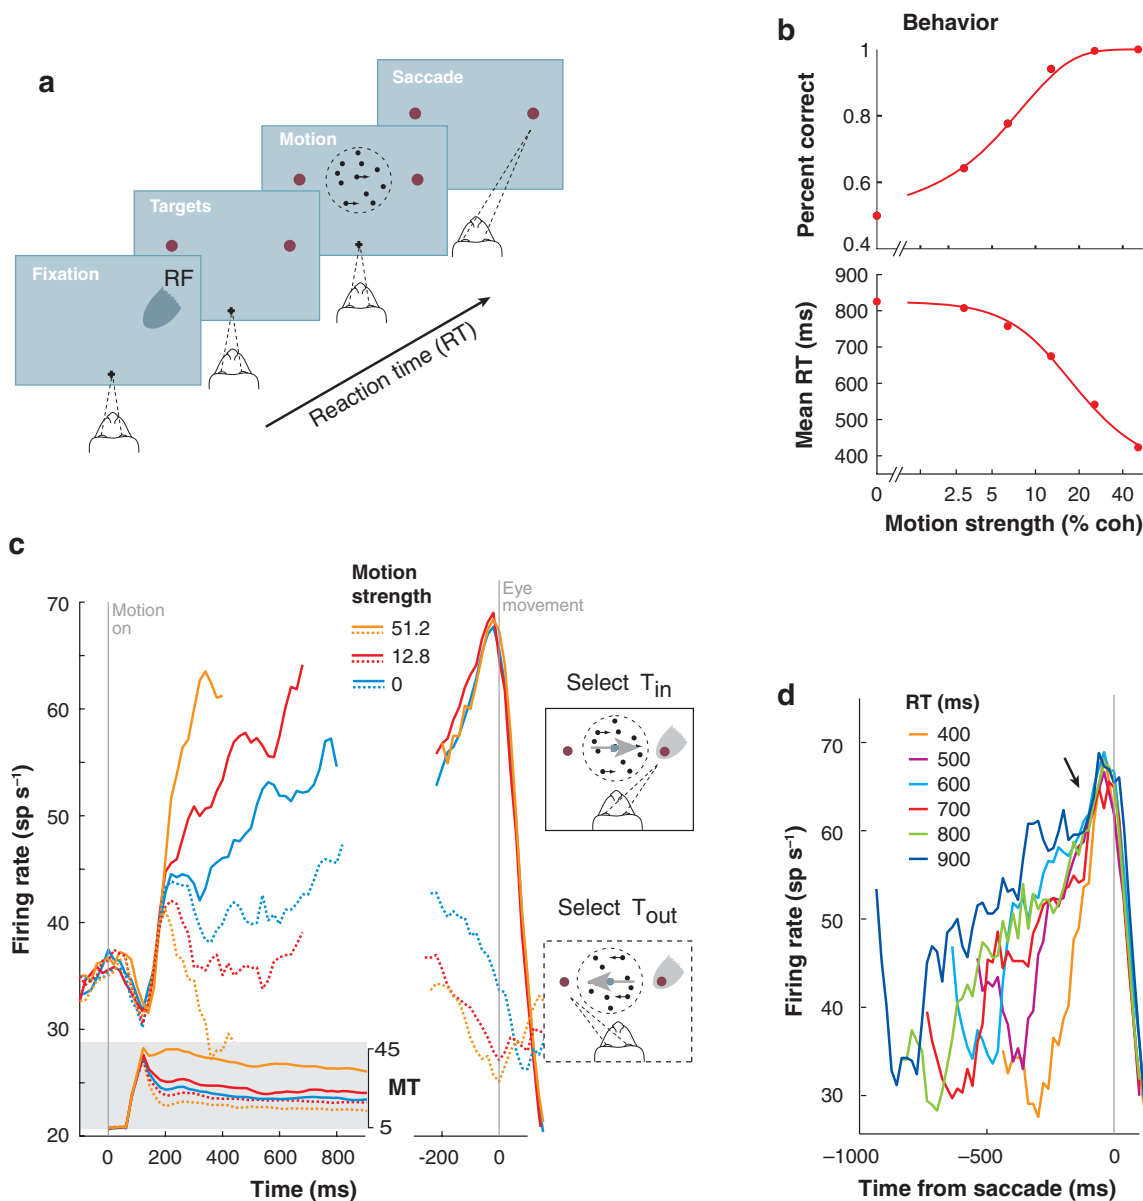 a
Saccade
Motion
Targets
Fixation
RF
Reaction time (RT)
b
Behavior
Percent correct
1
0.8
0.6
0.4
Mean RT (ms)
900
800
700
600
500
400
0
2.5
5
10
20
40
Motion strength (% coh)
c
Firing rate (sp s⁻¹)
70
60
50
40
30
20
Motion
on
Motion
strength
51.2
12.8
0
Eye
movement
45
MT
5
0
200
400
600
800
-200
0
Time (ms)
Select Tin
Select Tout
d
RT (ms)
400
500
600
700
800
900
Firing rate (sp s⁻¹)
70
60
50
40
30
–1000
–500
0
Time from saccade (ms)